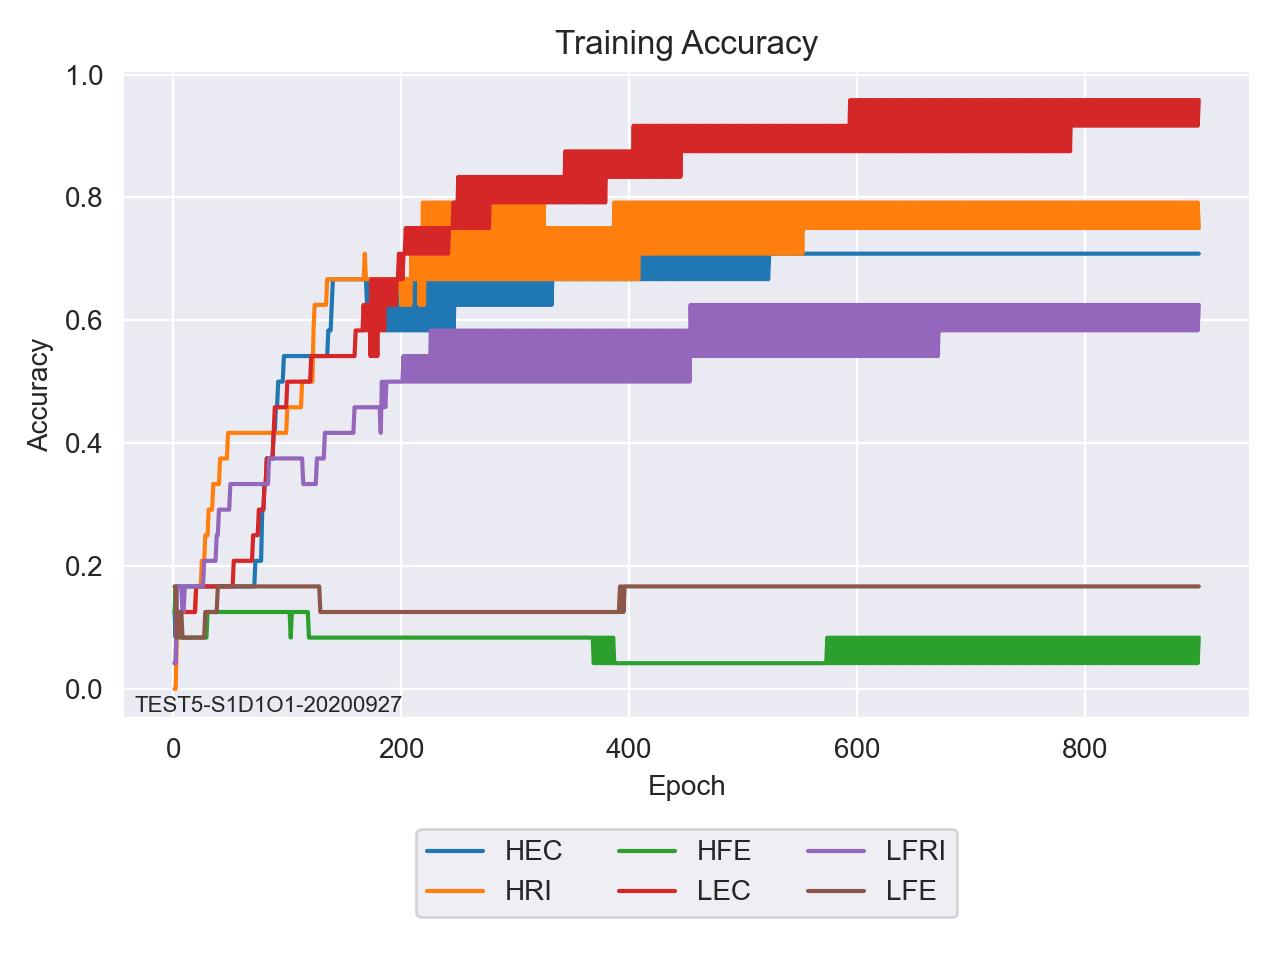 Training Accuracy
1.0
0.8
0.6
0.4
0.2
0.0
Accuracy
TEST5-S1D1O1-20200927
0 200 400 600 800
Epoch
HEC HFE LFRI
HRI LEC LFE